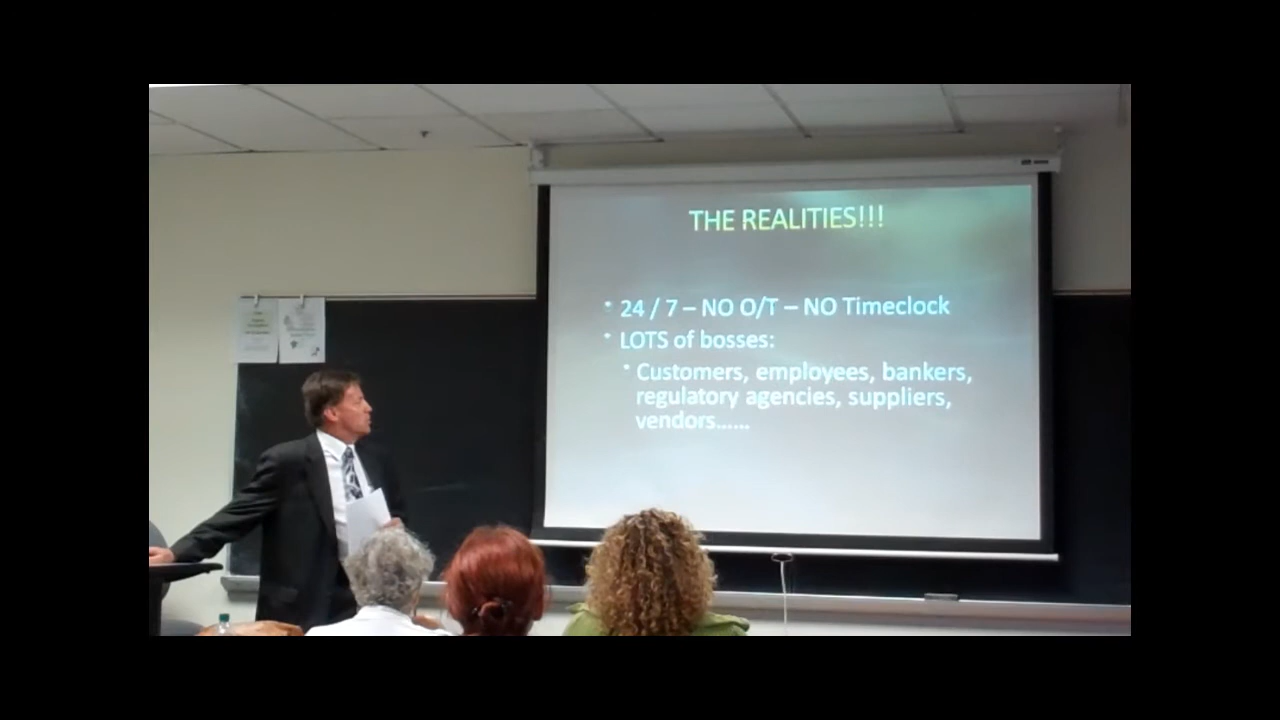 THE REALITIES!!!
• 24 / 7 – NO O/T – NO Timeclock
• LOTS of bosses:
• Customers, employees, bankers,
regulatory agencies, suppliers,
vendors......